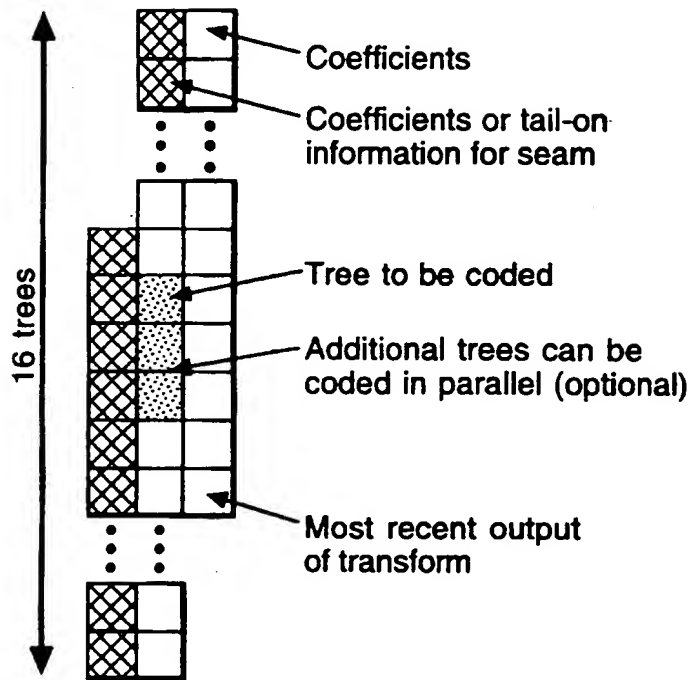 Coefficients
Coefficients or tail-on
information for seam
Tree to be coded
16 trees
Additional trees can be
coded in parallel (optional)
Most recent output
of transform